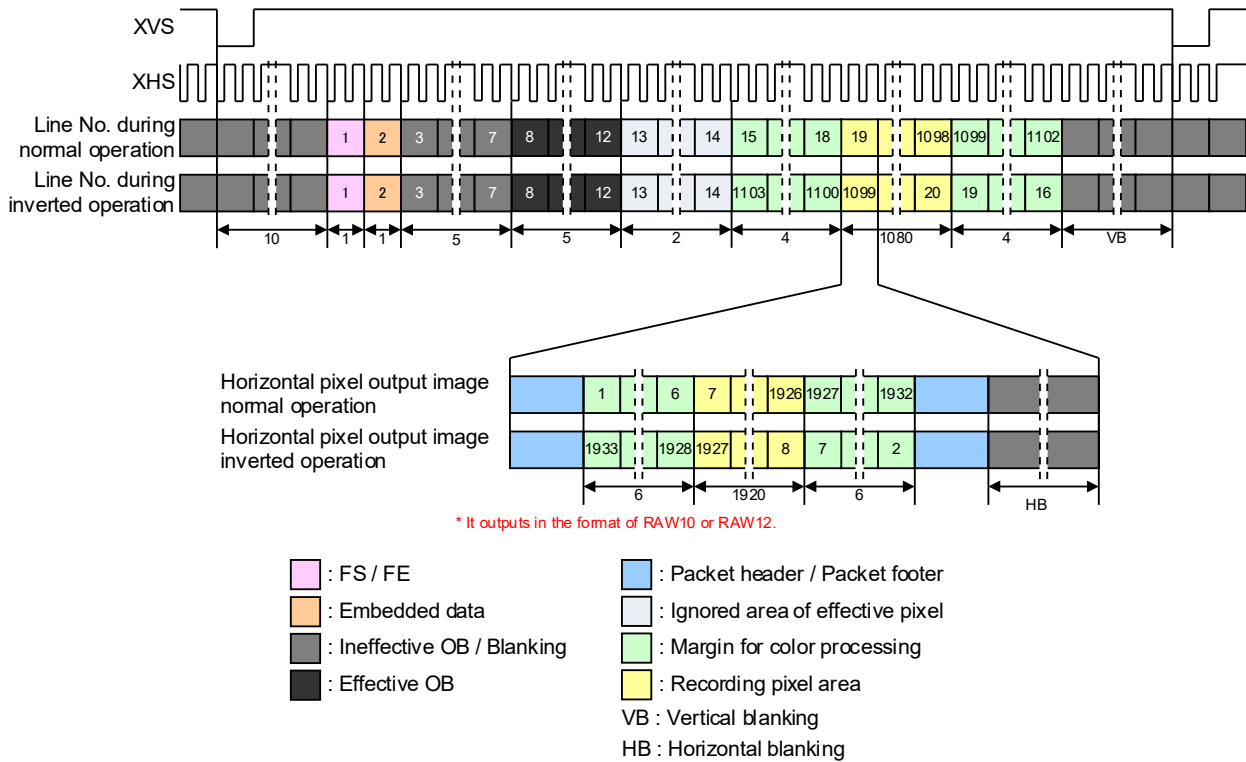 XVS
XHS
Line No. during
normal operation
1 2 3 7 8 12 13 14 15 18 19 1098 1099 1102
Line No. during
inverted operation
1 2 3 7 8 12 13 14 1103 1100 1099 20 19 16
10 1 1 5 5 2 4 1080 4 VB
Horizontal pixel output image
normal operation
1 6 7 1926 1927 1932
Horizontal pixel output image
inverted operation
1933 1928 1927 8 7 2
6 1920 6 HB
* It outputs in the format of RAW10 or RAW12.
: FS / FE
: Embedded data
: Ineffective OB / Blanking
: Effective OB
: Packet header / Packet footer
: Ignored area of effective pixel
: Margin for color processing
: Recording pixel area
VB : Vertical blanking
HB : Horizontal blanking